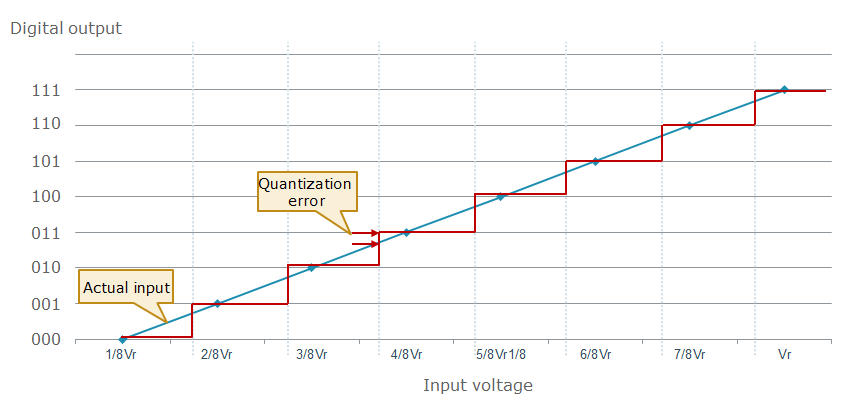 Digital output
111
110
101
100
011
010
001
000
Quantization
error
Actual input
1/8Vr
2/8Vr
3/8Vr
4/8Vr
5/8Vr1/8
6/8Vr
7/8Vr
Vr
Input voltage